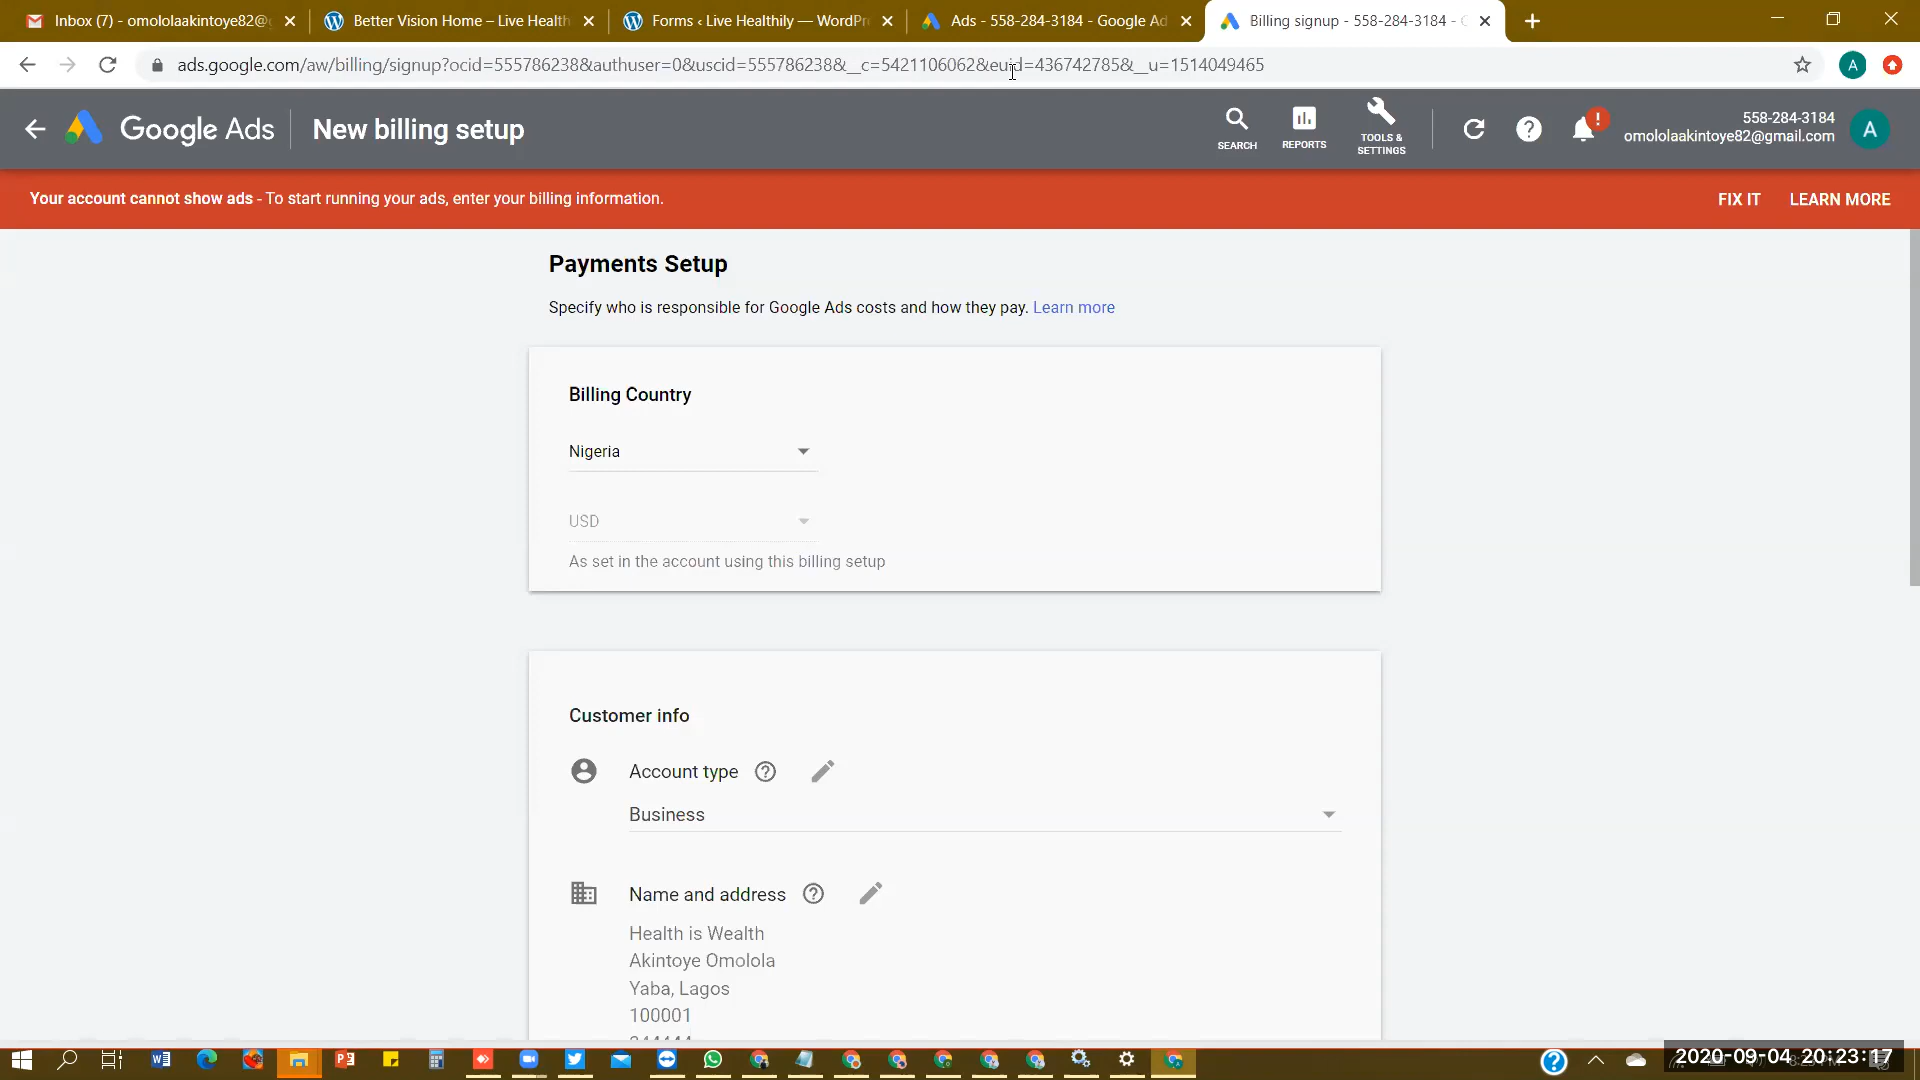 Inbox (7) - omololaakintoye82@
Better Vision Home – Live Health
Forms ‹ Live Healthily — WordPr
Ads - 558-284-3184 - Google Ad
Billing signup - 558-284-3184 -
ads.google.com/aw/billing/signup?ocid=555786238&authuser=0&uscid=555786238&__c=5421106062&euid=436742785&__u=1514049465
A
Google Ads
New billing setup
SEARCH
REPORTS
TOOLS &
SETTINGS
558-284-3184
omololaakintoye82@gmail.com
A
Your account cannot show ads - To start running your ads, enter your billing information.
FIX IT
LEARN MORE
Payments Setup
Specify who is responsible for Google Ads costs and how they pay. Learn more
Billing Country
Nigeria
USD
As set in the account using this billing setup
Customer info
Account type
Business
Name and address
Health is Wealth
Akintoye Omolola
Yaba, Lagos
100001
2020-09-04 20:23:17